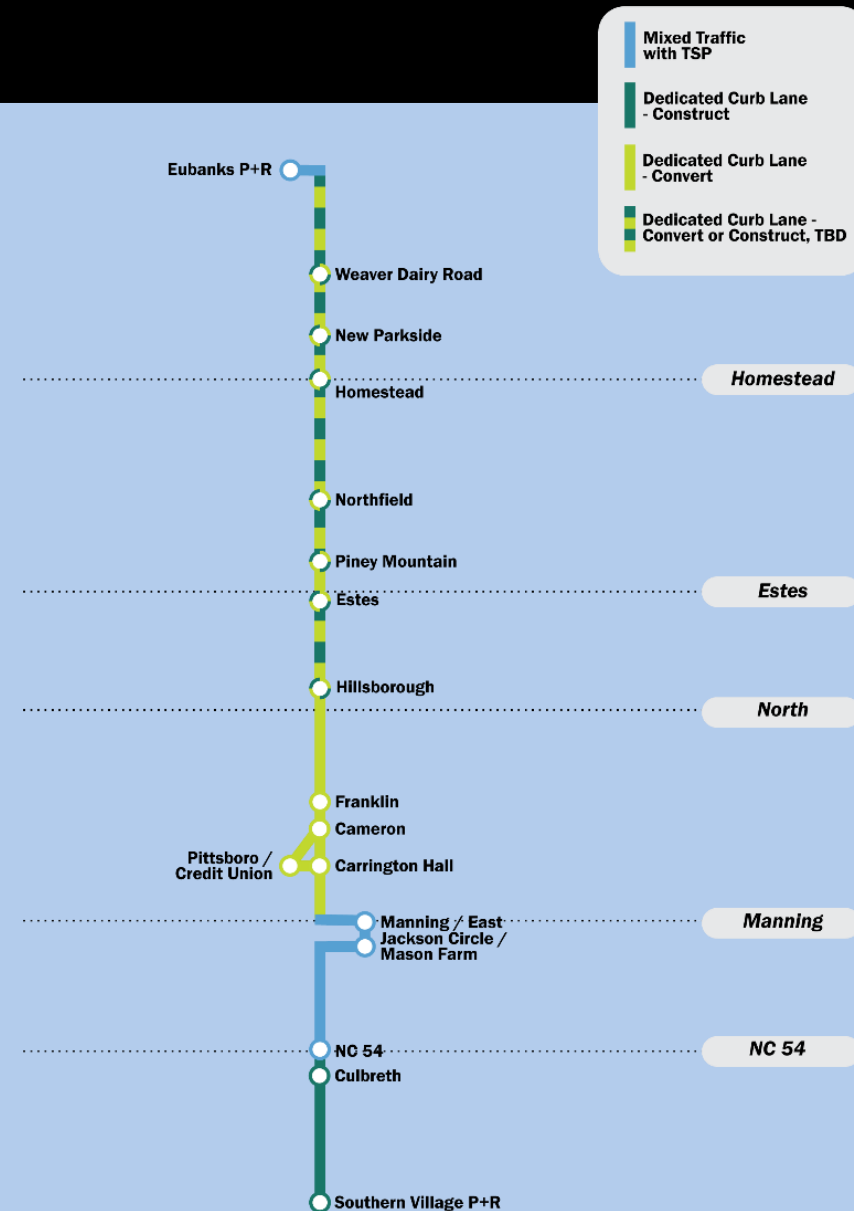 Mixed Traffic
with TSP
Dedicated Curb Lane
- Construct
Dedicated Curb Lane
- Convert
Dedicated Curb Lane -
Convert or Construct, TBD
Eubanks P+R
Weaver Dairy Road
New Parkside
Homestead
Homestead
Northfield
Piney Mountain
Estes
Estes
Hillsborough
North
Franklin
Cameron
Pittsboro /
Credit Union
Carrington Hall
Manning / East
Manning
Jackson Circle /
Mason Farm
NC 54
NC 54
Culbreth
Southern Village P+R